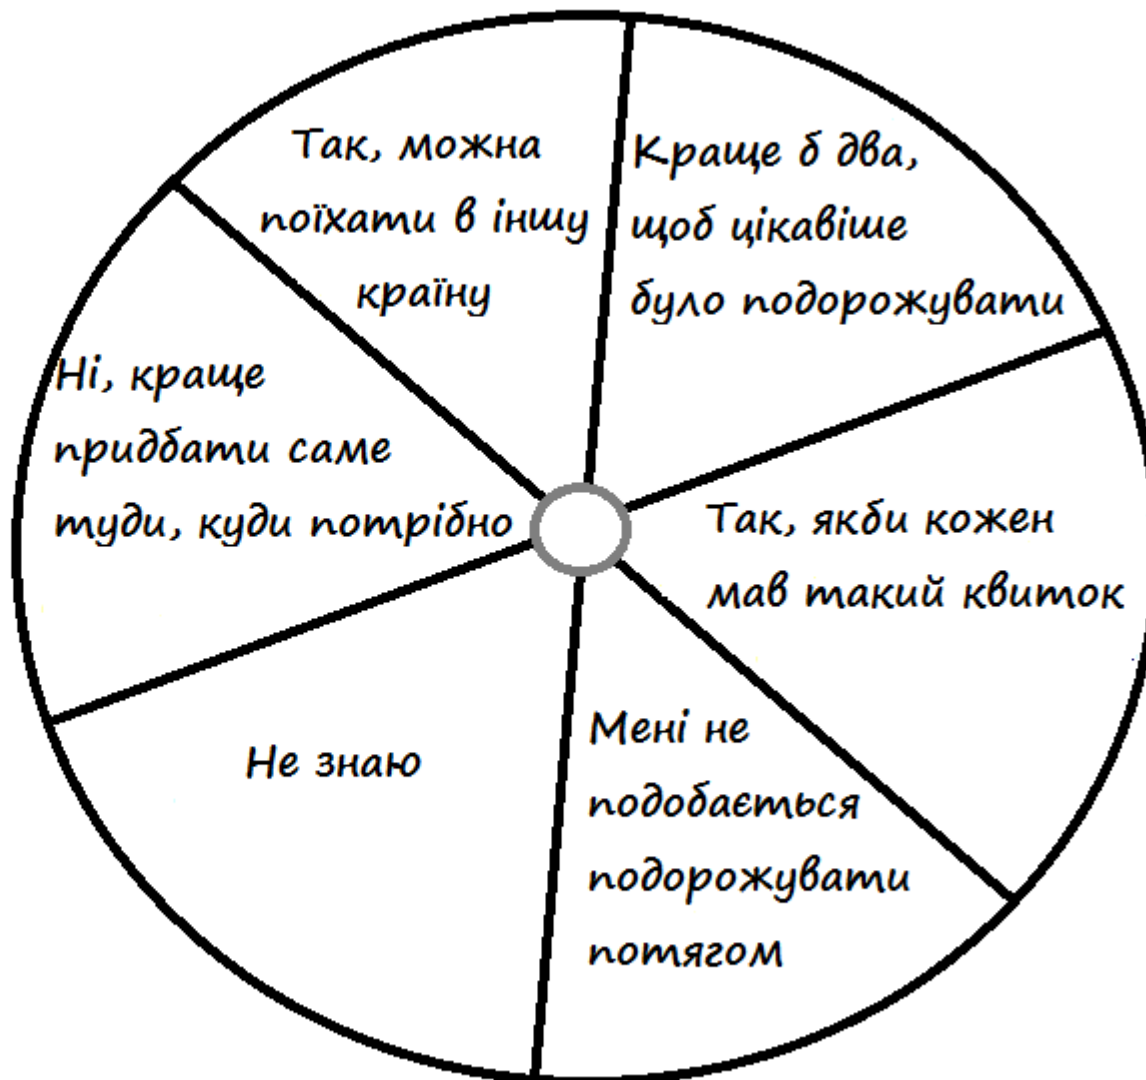 Так, можна
поїхати в іншу
країну
Краще б два,
щоб цікавіше
було подорожувати
Ні, краще
придбати саме
туди, куди потрібно
Так, якби кожен
мав такий квиток
Не знаю
Мені не
подобається
подорожувати
потягом